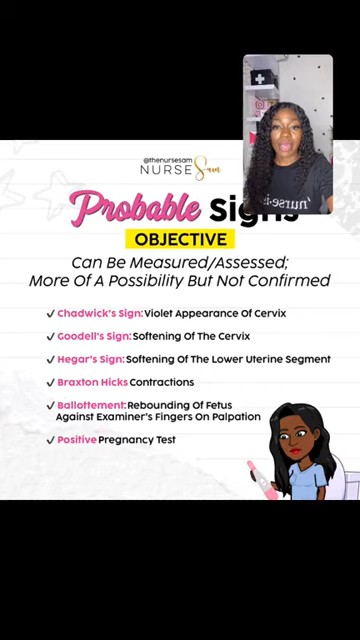 @thenursesam
NURSE Sam
Probable Signs
OBJECTIVE
Can Be Measured/Assessed;
More Of A Possibility But Not Confirmed
✓ Chadwick's Sign: Violet Appearance Of Cervix
✓ Goodell's Sign: Softening Of The Cervix
✓ Hegar's Sign: Softening Of The Lower Uterine Segment
✓ Braxton Hicks Contractions
✓ Ballottement: Rebounding Of Fetus
Against Examiner's Fingers On Palpation
✓ Positive Pregnancy Test